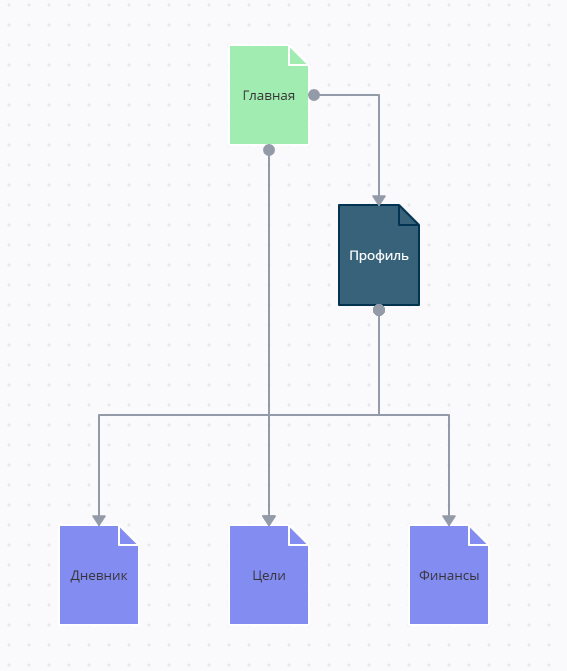 Главная
Профиль
Дневник
Цели
Финансы